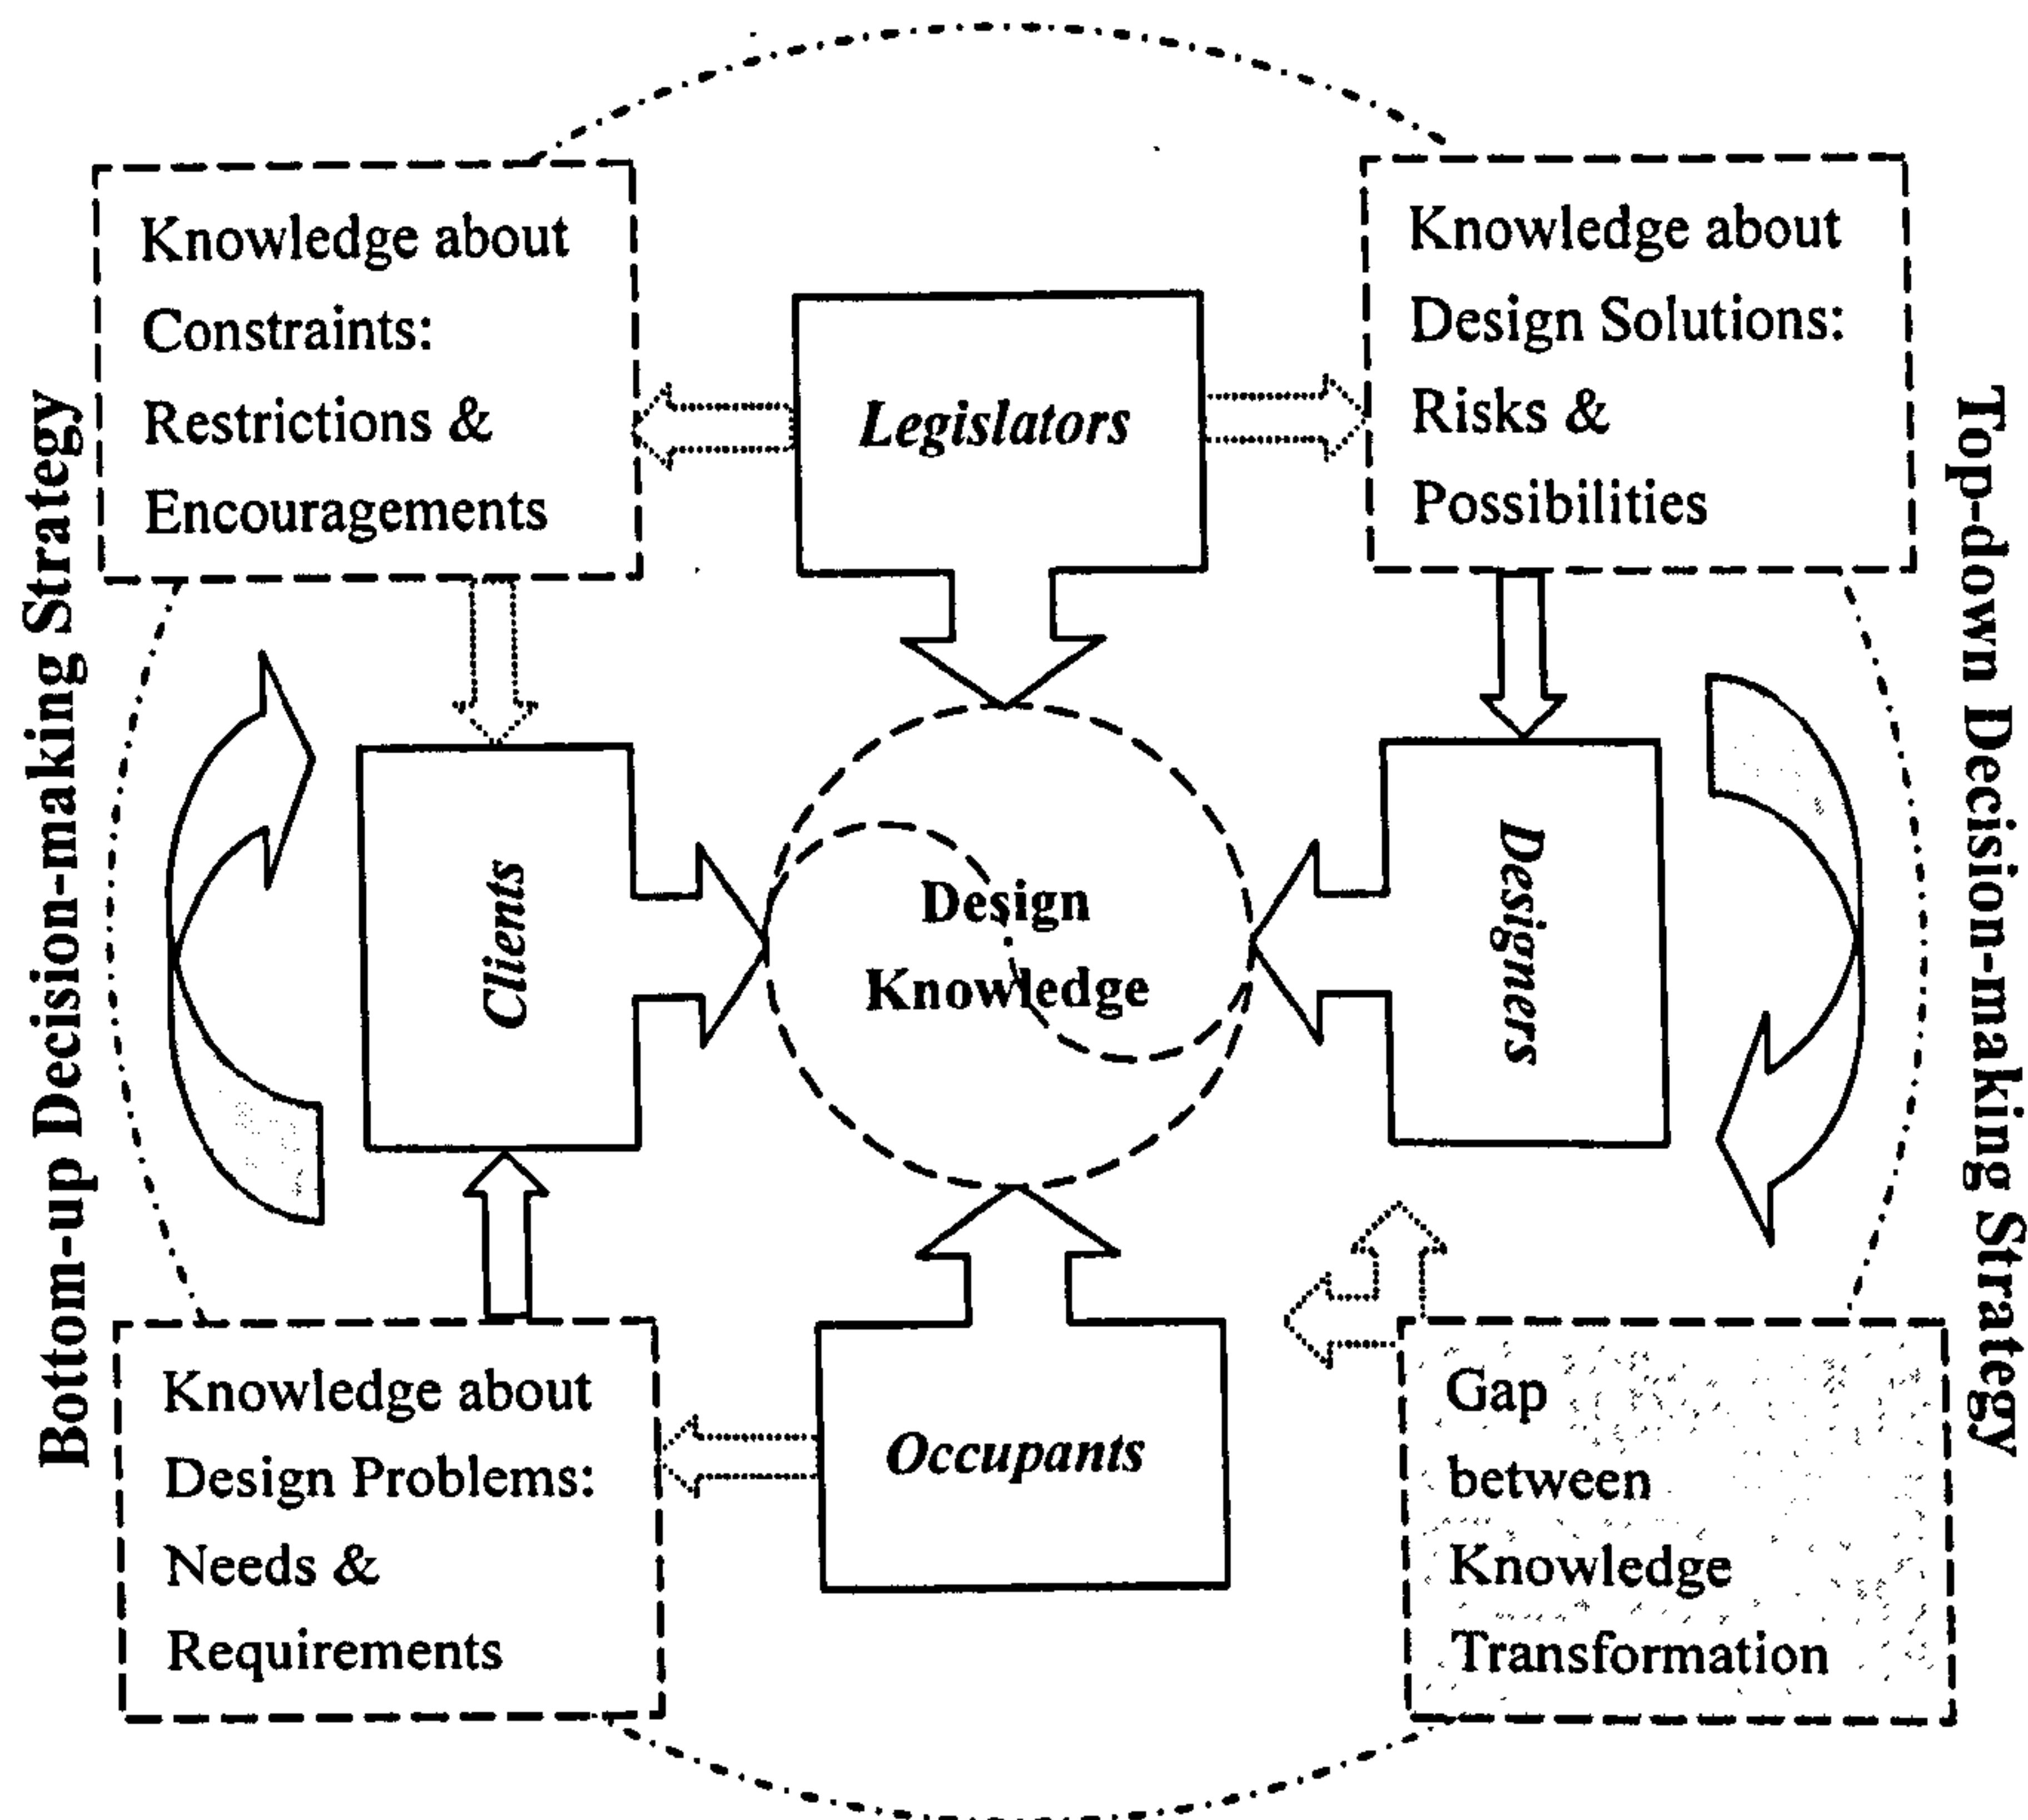 Knowledge about
Constraints:
Restrictions &
Encouragements
Legislators
Knowledge about
Design Solutions:
Risks &
Possibilities
Bottom-up Decision-making Strategy
Clients
Design
Knowledge
Designers
Top-down Decision-making Strategy
Knowledge about
Design Problems:
Needs &
Requirements
Occupants
Gap
between
Knowledge
Transformation